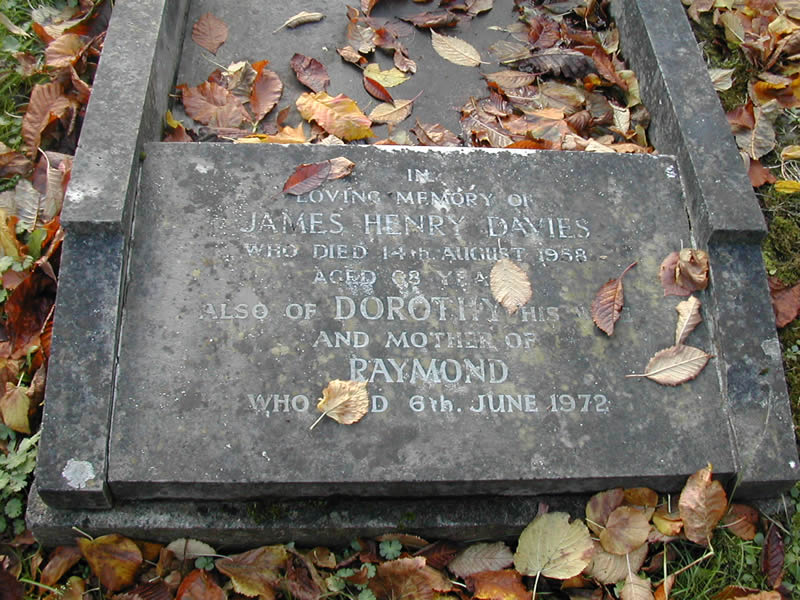 IN
LOVING MEMORY OF
JAMES HENRY DAVIES
WHO DIED 14th. AUGUST 1958
AGED
ALSO OF DOROTHY HIS
AND MOTHER OF
RAYMOND
WHO 6th. JUNE 1972